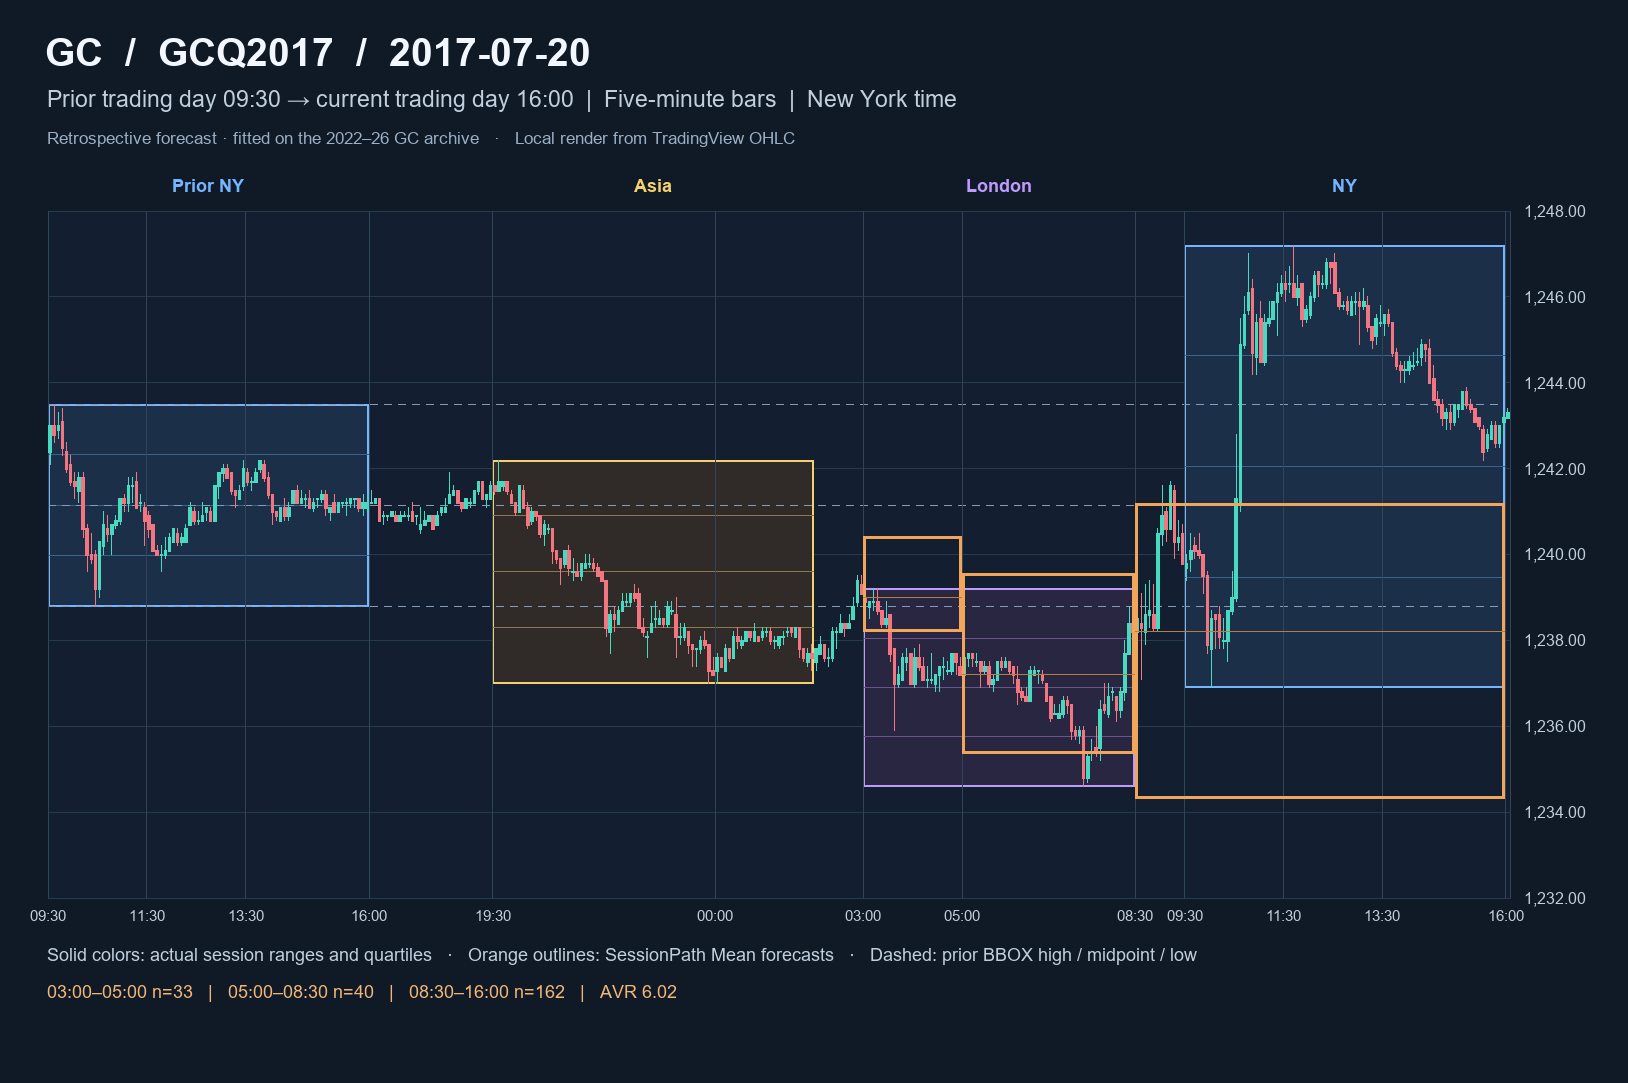 GC / GCQ2017 / 2017-07-20
Prior trading day 09:30 → current trading day 16:00 | Five-minute bars | New York time
Retrospective forecast · fitted on the 2022–26 GC archive · Local render from TradingView OHLC
Prior NY Asia London NY
1,248.00
1,246.00
1,244.00
1,242.00
1,240.00
1,238.00
1,236.00
1,234.00
1,232.00
09:30 11:30 13:30 16:00 19:30 00:00 03:00 05:00 08:30 09:30 11:30 13:30 16:00
Solid colors: actual session ranges and quartiles · Orange outlines: SessionPath Mean forecasts · Dashed: prior BBOX high / midpoint / low
03:00–05:00 n=33 | 05:00–08:30 n=40 | 08:30–16:00 n=162 | AVR 6.02